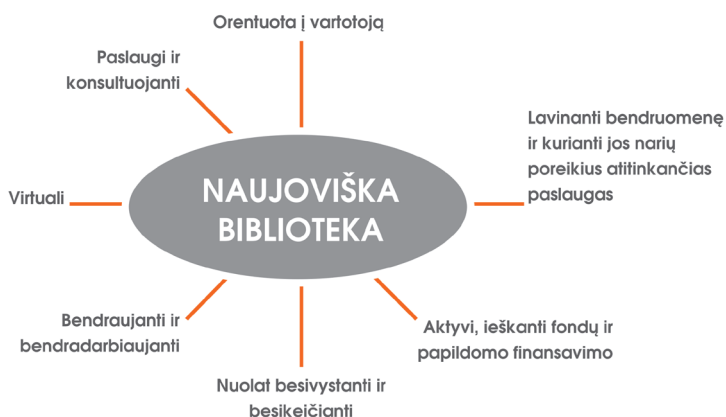 Orentuota į vartotoją
Paslaugi ir
konsultuojanti
Lavinanti bendruomenę
ir kurianti jos narių
poreikius atitinkančias
paslaugas
Virtuali
NAUJOVIŠKA
BIBLIOTEKA
Bendraujanti ir
bendradarbiaujanti
Aktyvi, ieškanti fondų ir
papildomo finansavimo
Nuolat besivystanti ir
besikeičianti